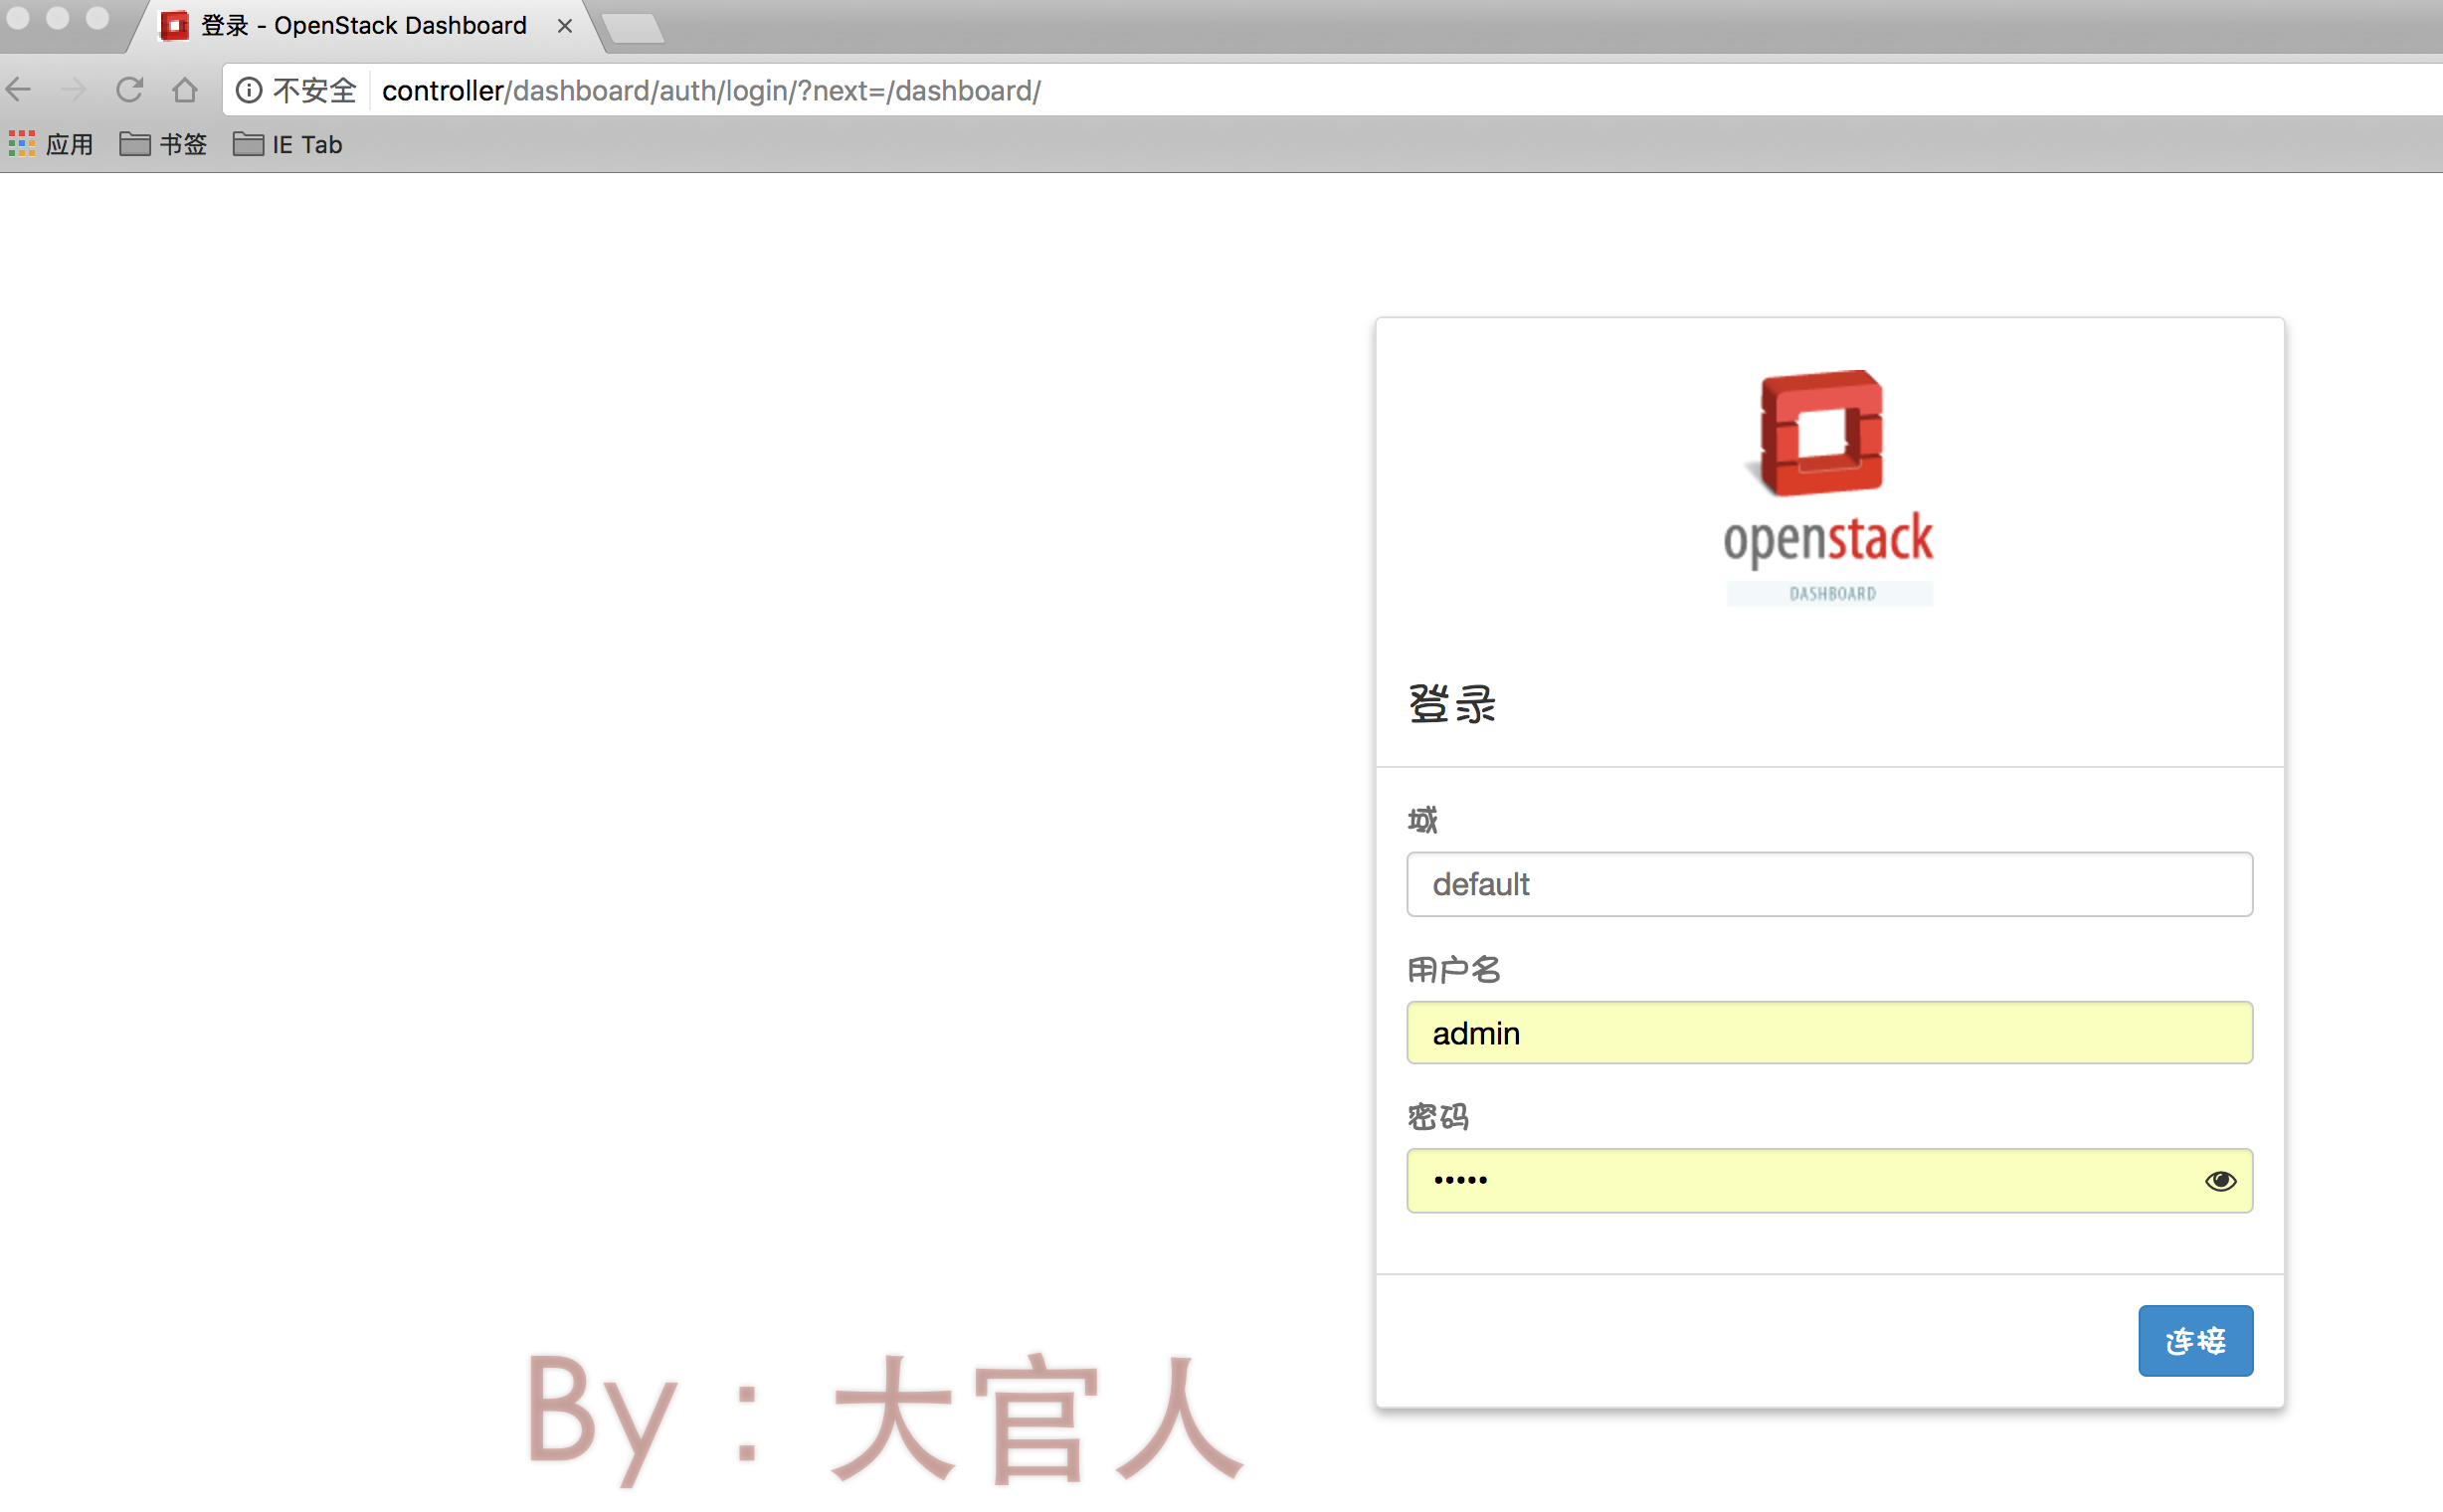 登录 - OpenStack Dashboard
不安全 controller/dashboard/auth/login/?next=/dashboard/
应用 书签 IE Tab
openstack
DASHBOARD
登录
域
default
用户名
admin
密码
•••••
连接
By：大官人